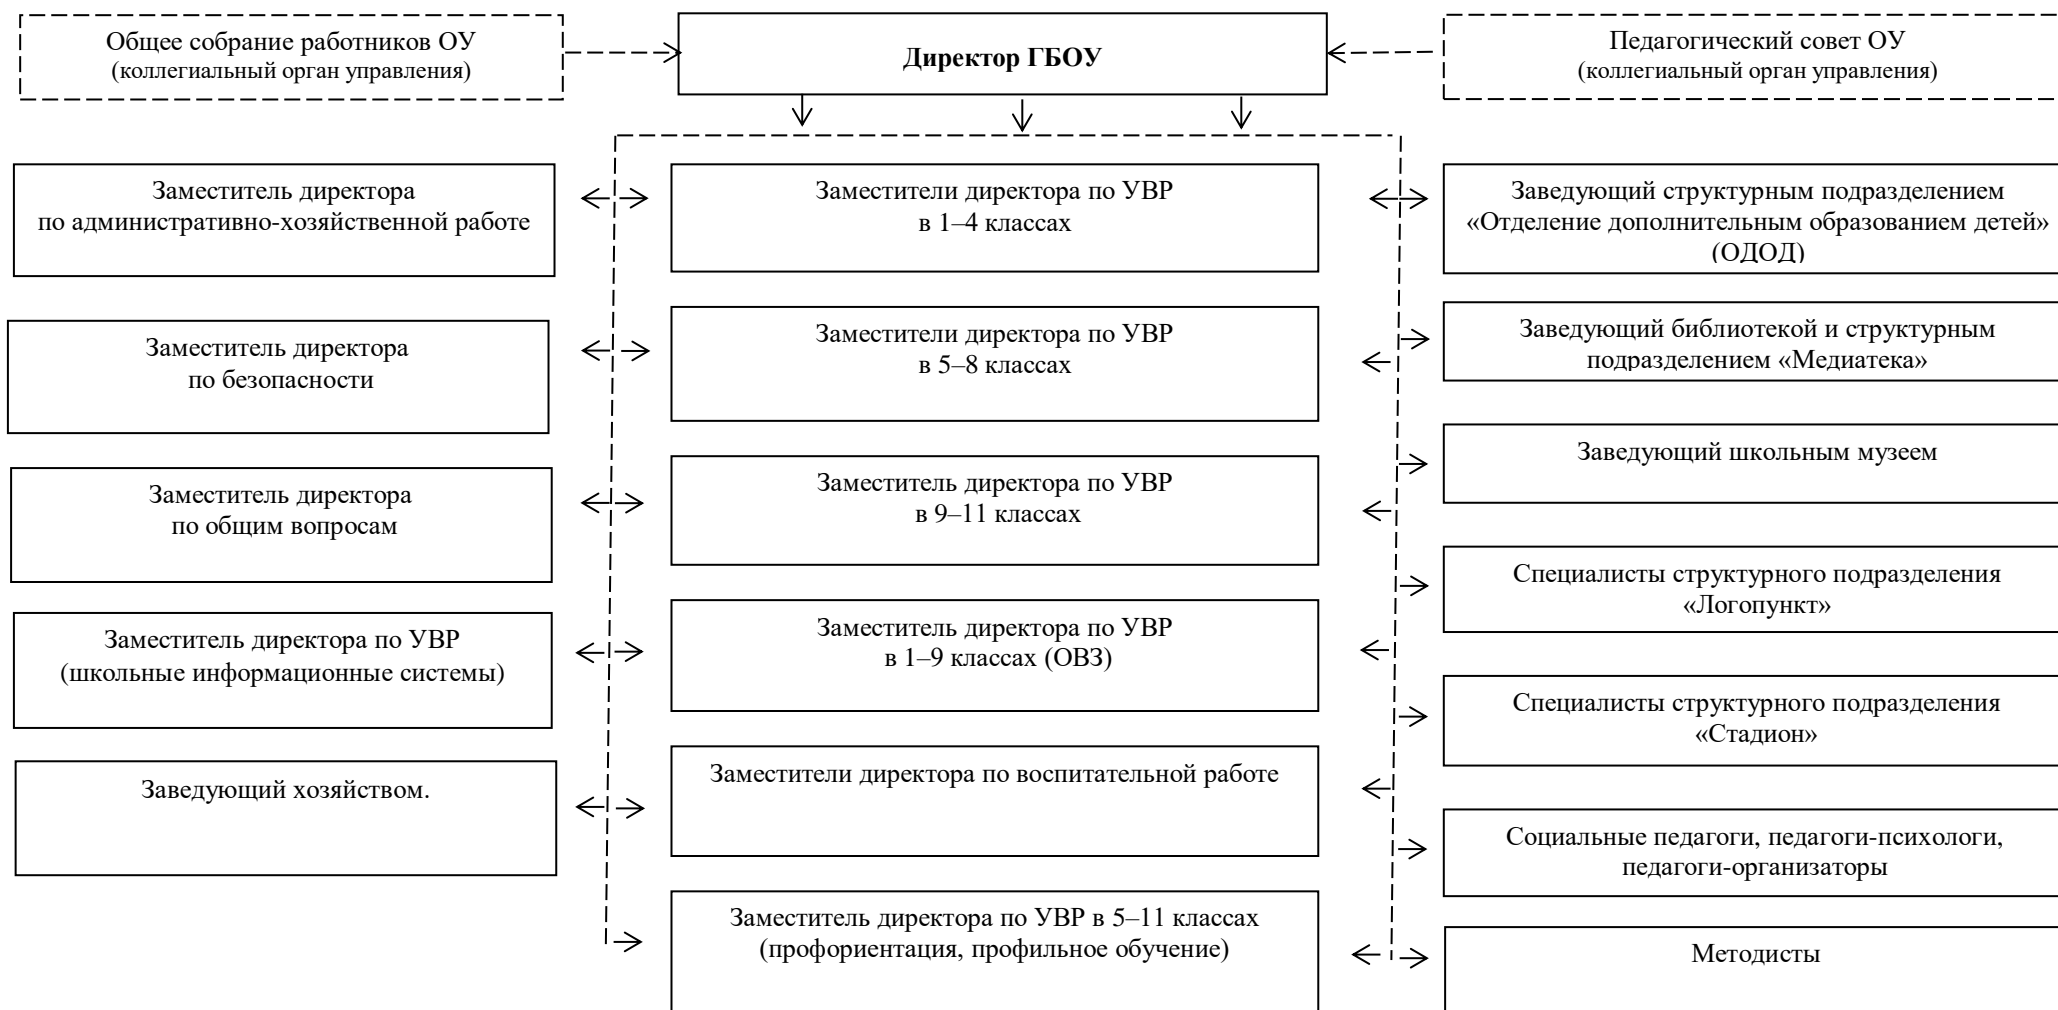 Общее собрание работников ОУ
(коллегиальный орган управления)
Директор ГБОУ
Педагогический совет ОУ
(коллегиальный орган управления)
Заместитель директора
по административно-хозяйственной работе
Заместитель директора
по безопасности
Заместитель директора
по общим вопросам
Заместитель директора по УВР
(школьные информационные системы)
Заведующий хозяйством.
Заместители директора по УВР
в 1–4 классах
Заместители директора по УВР
в 5–8 классах
Заместитель директора по УВР
в 9–11 классах
Заместитель директора по УВР
в 1–9 классах (ОВЗ)
Заместители директора по воспитательной работе
Заместитель директора по УВР в 5–11 классах
(профориентация, профильное обучение)
Заведующий структурным подразделением
«Отделение дополнительным образованием детей»
(ОДОД)
Заведующий библиотекой и структурным
подразделением «Медиатека»
Заведующий школьным музеем
Специалисты структурного подразделения
«Логопункт»
Специалисты структурного подразделения
«Стадион»
Социальные педагоги, педагоги-психологи,
педагоги-организаторы
Методисты